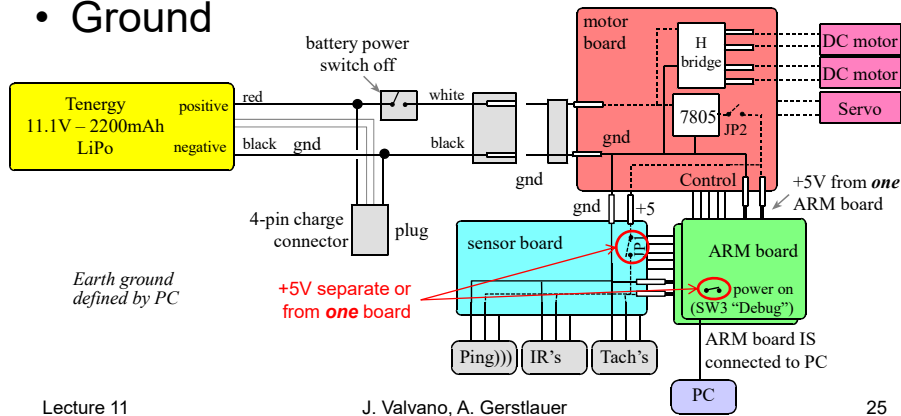 • Ground
battery power
switch off
motor
board
H
bridge
DC motor
DC motor
Servo
7805
JP2
Control
gnd
Tenergy
11.1V – 2200mAh
LiPo
positive
negative
red
white
black
gnd
black
gnd
4-pin charge
connector
plug
+5V from one
ARM board
gnd
+5
sensor board
JP1
ARM board
power on
(SW3 “Debug”)
Earth ground
defined by PC
+5V separate or
from one board
Ping)))
IR's
Tach's
ARM board IS
connected to PC
PC
Lecture 11
J. Valvano, A. Gerstlauer
25